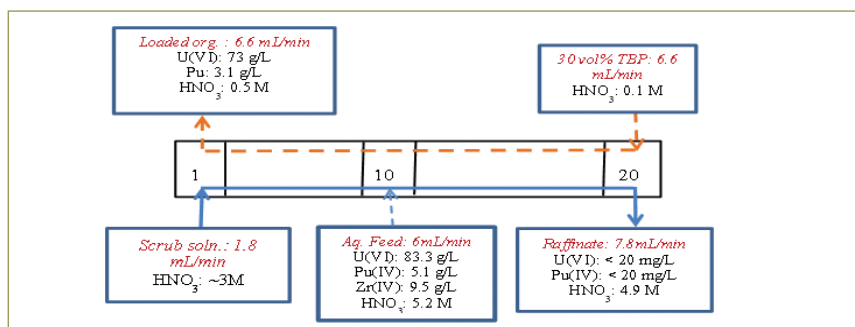 Loaded org. : 6.6 mL/min
U(VI): 73 g/L
Pu: 3.1 g/L
HNO3: 0.5 M
30 vol% TBP: 6.6
mL/min
HNO3: 0.1 M
1
10
20
Scrub soln.: 1.8
mL/min
HNO3: ~3M
Aq. Feed: 6mL/min
U(VI): 83.3 g/L
Pu(IV): 5.1 g/L
Zr(IV): 9.5 g/L
HNO3: 5.2 M
Raffinate: 7.8mL/min
U(VI): < 20 mg/L
Pu(IV): < 20 mg/L
HNO3: 4.9 M